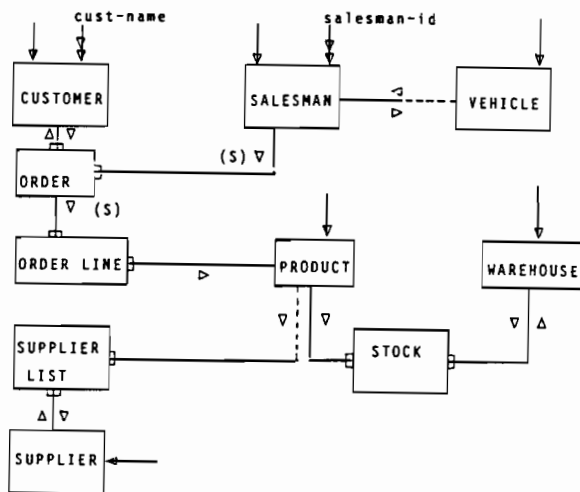 cust-name
salesman-id
CUSTOMER
SALESMAN
VEHICLE
(S)
ORDER
(S)
ORDER LINE
PRODUCT
WAREHOUSE
SUPPLIER
LIST
STOCK
SUPPLIER